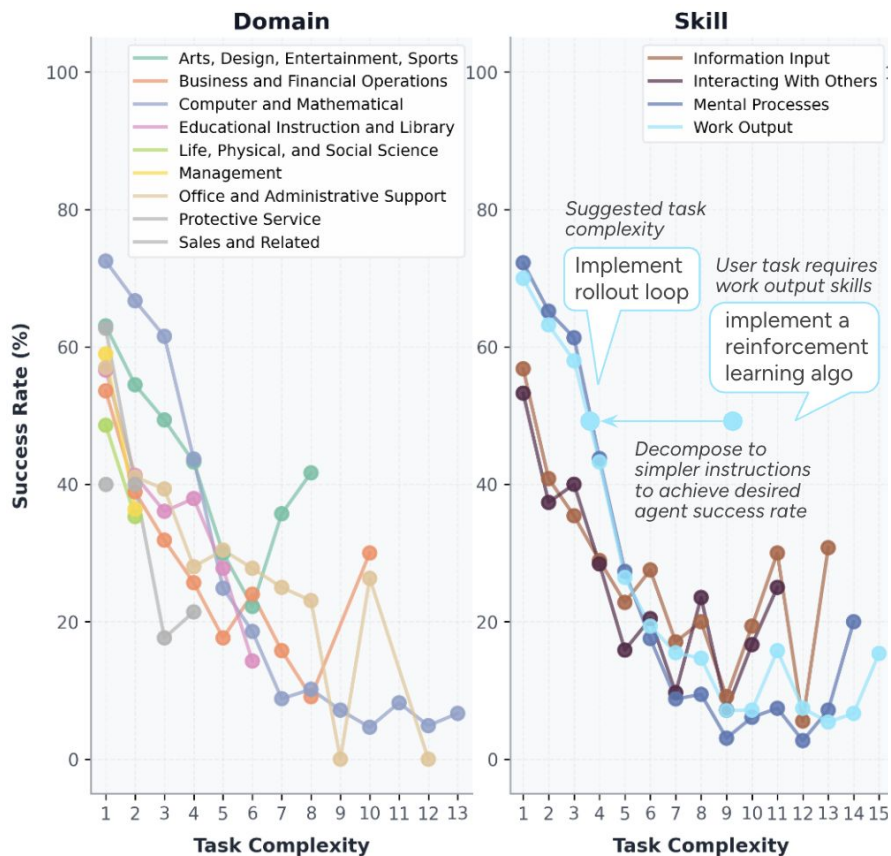 Domain
Skill
Success Rate (%)
100
80
60
40
20
0
Arts, Design, Entertainment, Sports
Business and Financial Operations
Computer and Mathematical
Educational Instruction and Library
Life, Physical, and Social Science
Management
Office and Administrative Support
Protective Service
Sales and Related
1 2 3 4 5 6 7 8 9 10 11 12 13
Task Complexity
100
80
60
40
20
0
Information Input
Interacting With Others
Mental Processes
Work Output
Suggested task
complexity
Implement
rollout loop
User task requires
work output skills
implement a
reinforcement
learning algo
Decompose to
simpler instructions
to achieve desired
agent success rate
1 2 3 4 5 6 7 8 9 10 11 12 13 14 15
Task Complexity